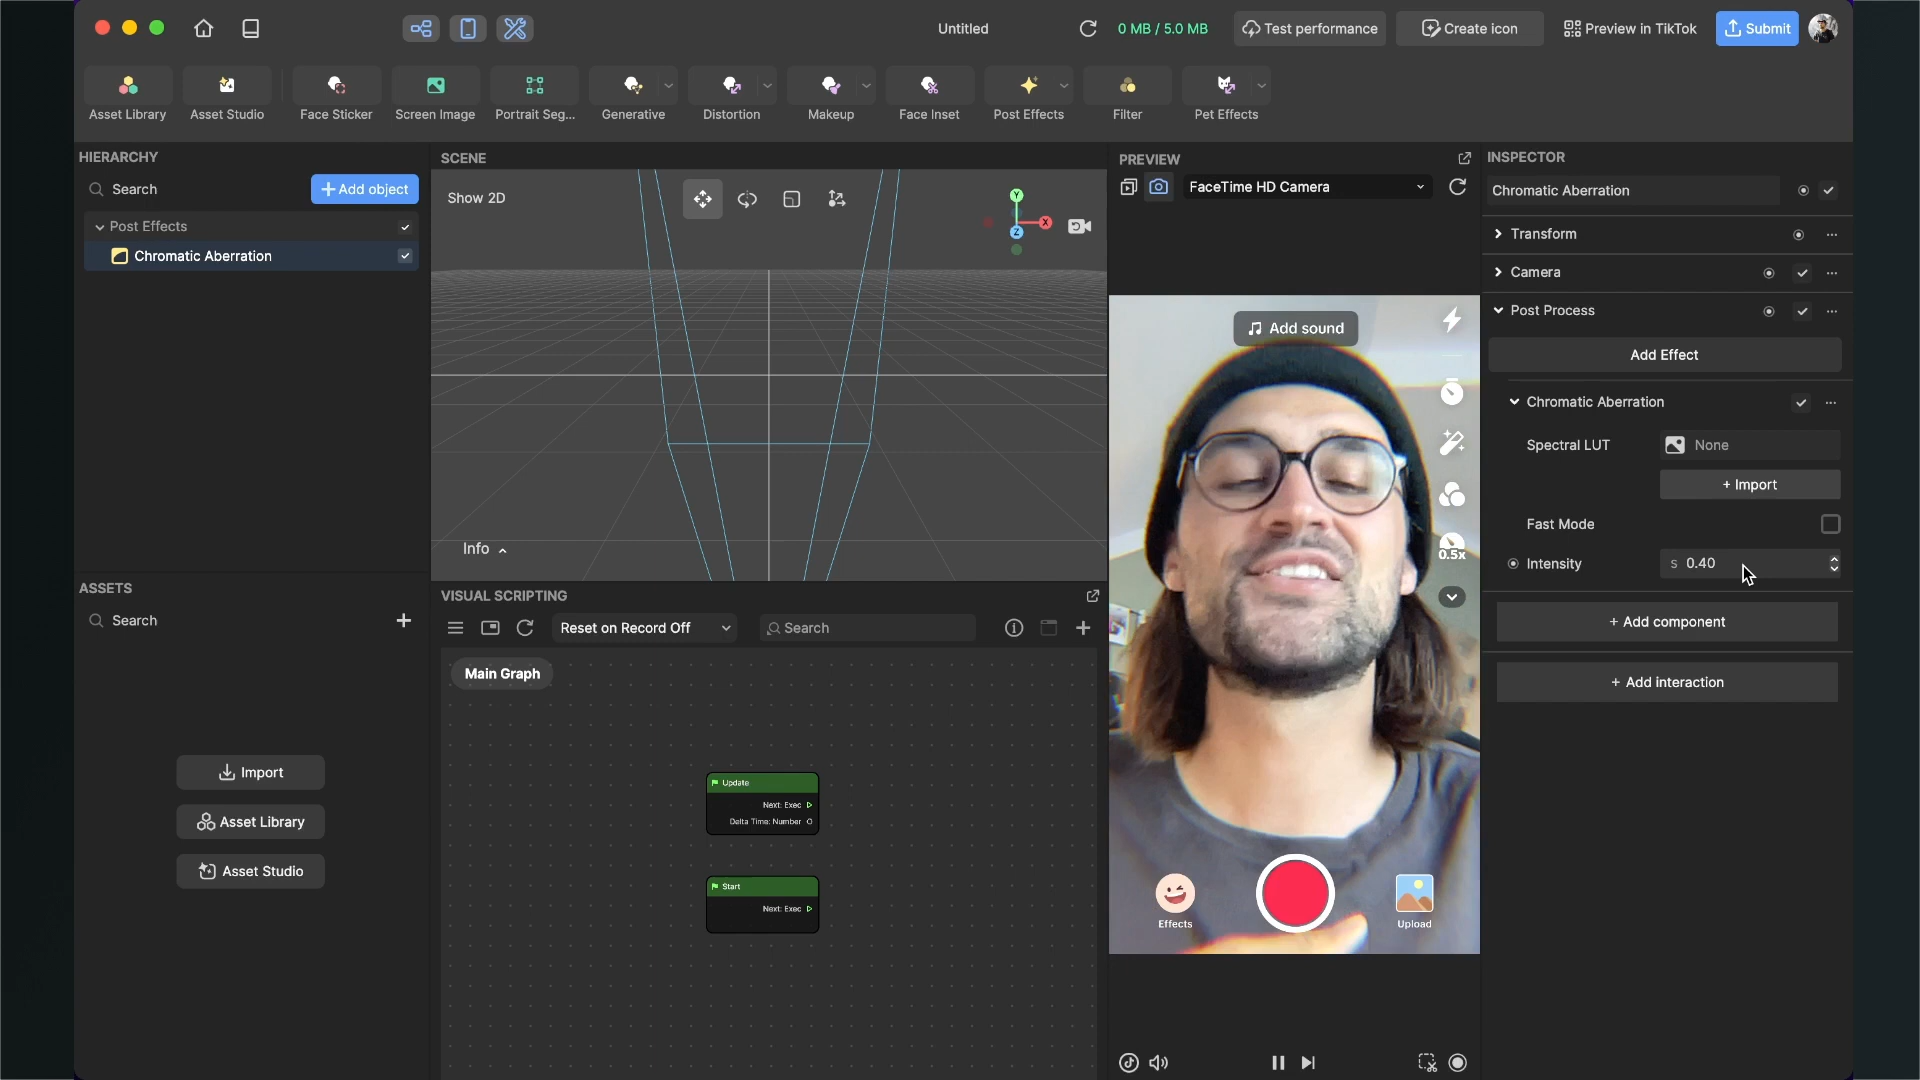 Untitled
0 MB / 5.0 MB
Test performance
Create icon
Preview in TikTok
Submit
Asset Library
Asset Studio
Face Sticker
Screen Image
Portrait Seg...
Generative
Distortion
Makeup
Face Inset
Post Effects
Filter
Pet Effects
HIERARCHY
Search
+ Add object
Post Effects
Chromatic Aberration
SCENE
Show 2D
Y
X
Z
Info
ASSETS
Search
Import
Asset Library
Asset Studio
VISUAL SCRIPTING
Reset on Record Off
Search
Main Graph
Update
Next: Exec
Delta Time: Number
Start
Next: Exec
PREVIEW
FaceTime HD Camera
Add sound
0.5x
Effects
Upload
INSPECTOR
Chromatic Aberration
Transform
Camera
Post Process
Add Effect
Chromatic Aberration
Spectral LUT
None
+ Import
Fast Mode
Intensity
S 0.40
+ Add component
+ Add interaction